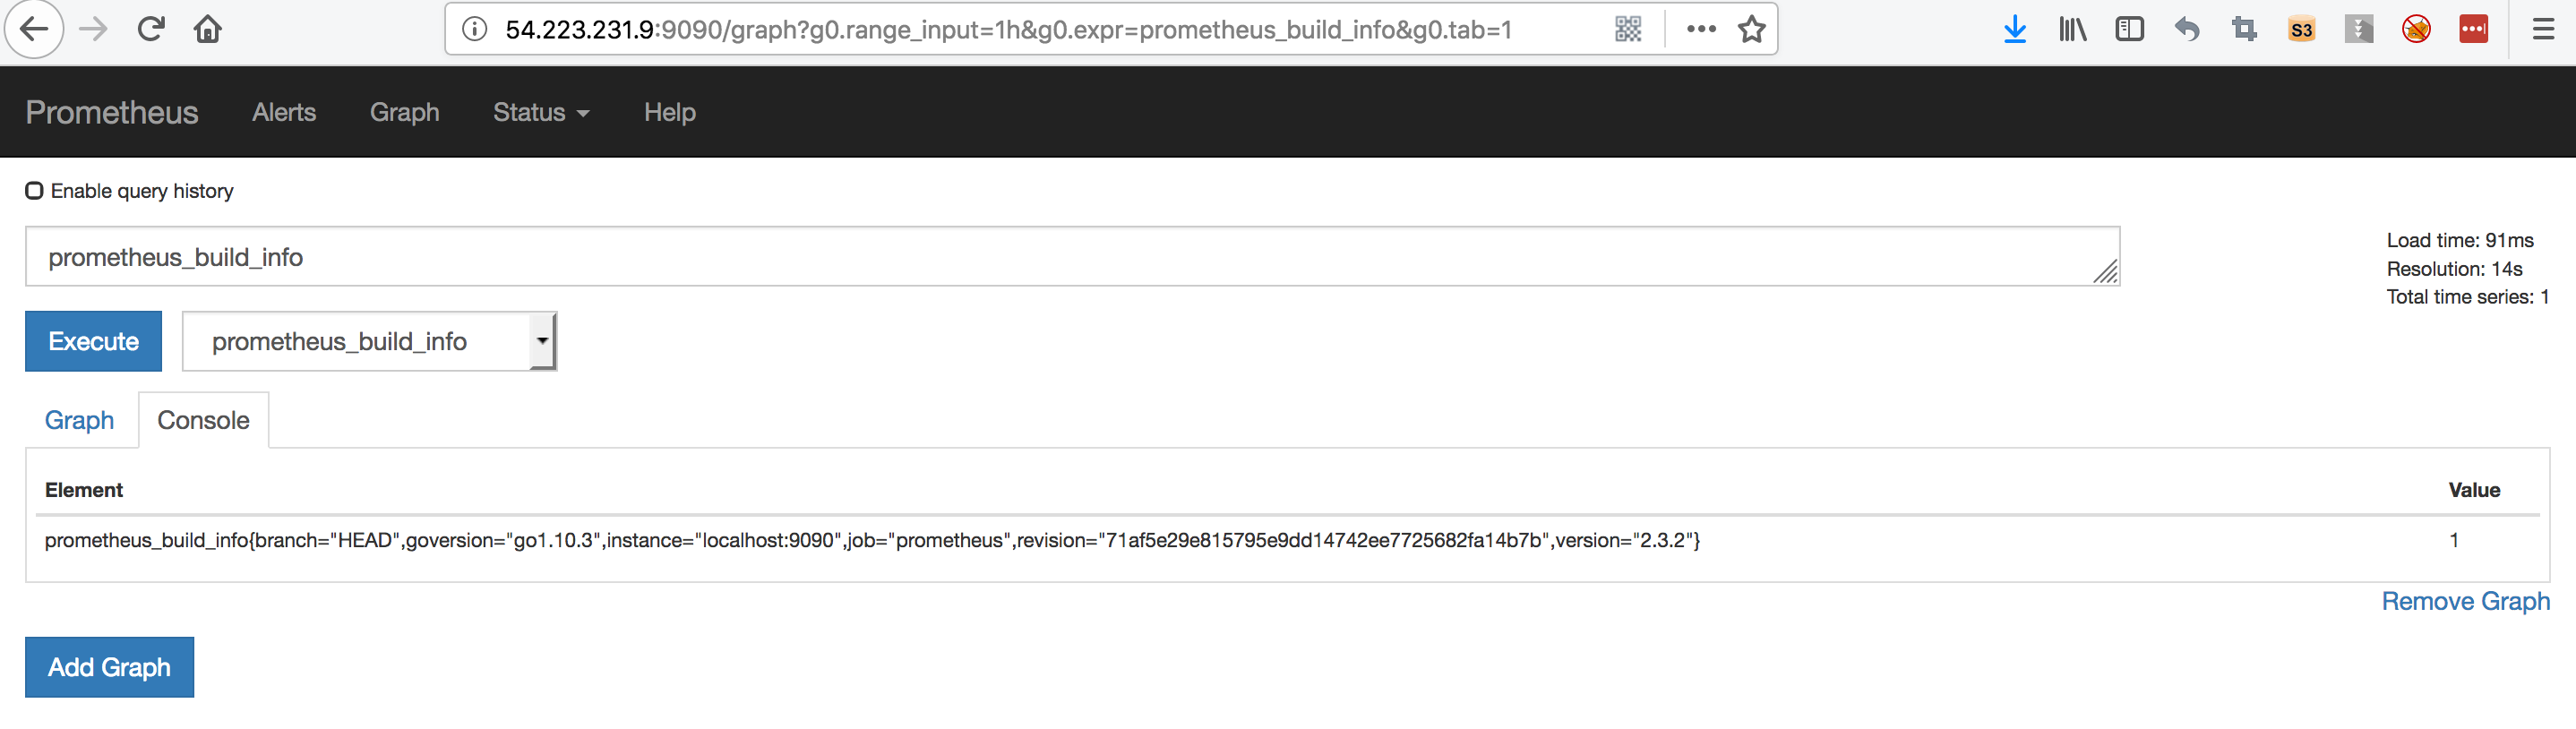 54.223.231.9:9090/graph?g0.range_input=1h&g0.expr=prometheus_build_info&g0.tab=1
S3
Prometheus Alerts Graph Status Help
Enable query history
prometheus_build_info
Load time: 91ms
Resolution: 14s
Total time series: 1
Execute prometheus_build_info
Graph Console
Element Value
prometheus_build_info{branch="HEAD",goversion="go1.10.3",instance="localhost:9090",job="prometheus",revision="71af5e29e815795e9dd14742ee7725682fa14b7b",version="2.3.2"} 1
Remove Graph
Add Graph